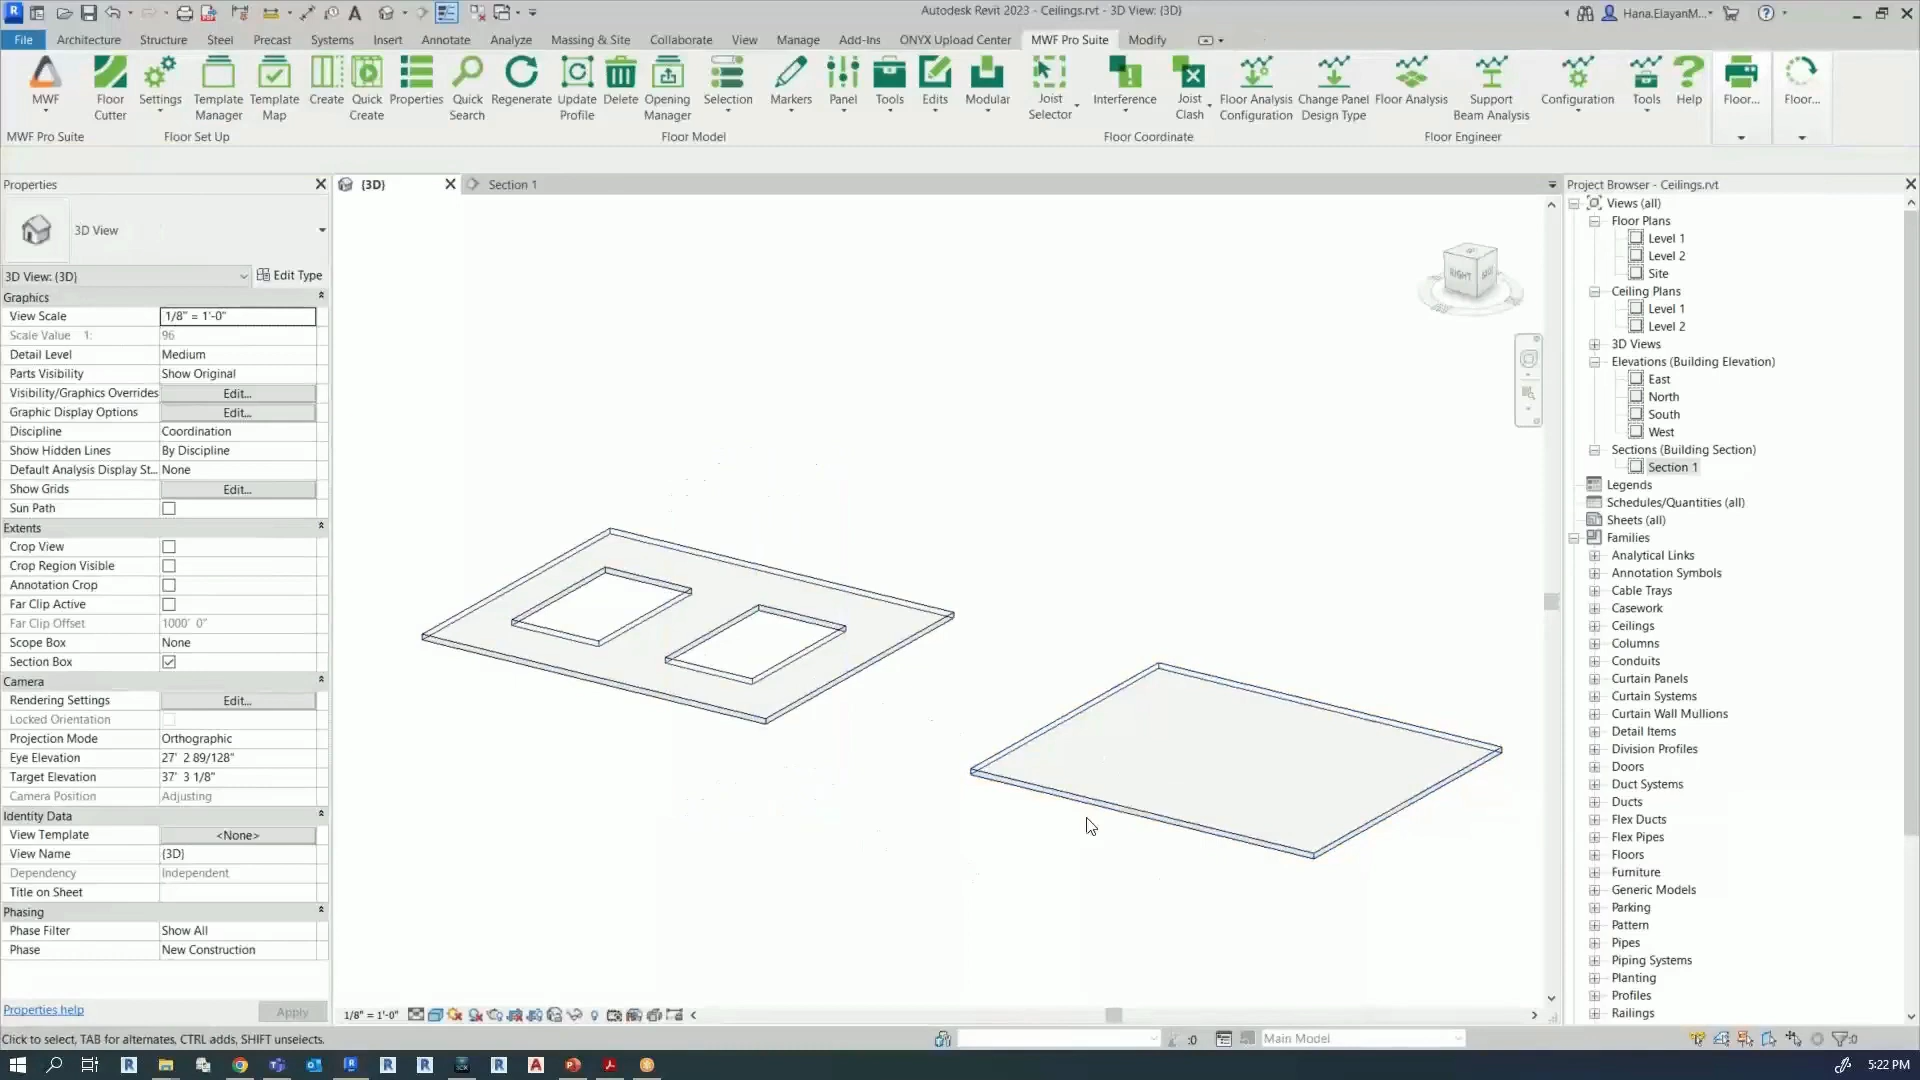 Autodesk Revit 2023 - Ceilings.rvt - 3D View: {3D}
Hana.ElayanM...
File Architecture Structure Steel Precast Systems Insert Annotate Analyze Massing & Site Collaborate View Manage Add-Ins ONYX Upload Center MWF Pro Suite Modify
MWF Floor Cutter Settings Template Manager Template Map Create Quick Create Properties Quick Search Regenerate Update Profile Delete Opening Manager Selection Markers Panel Tools Edits Modular Joist Selector Interference Joist Clash Floor Analysis Configuration Change Panel Design Type Floor Analysis Support Beam Analysis Configuration Tools Help Floor... Floor...
MWF Pro Suite Floor Set Up Floor Model Floor Coordinate Floor Engineer
Properties
3D View
3D View: {3D} Edit Type
Graphics
View Scale 1/8" = 1'-0"
Scale Value 1: 96
Detail Level Medium
Parts Visibility Show Original
Visibility/Graphics Overrides Edit...
Graphic Display Options Edit...
Discipline Coordination
Show Hidden Lines By Discipline
Default Analysis Display St... None
Show Grids Edit...
Sun Path
Extents
Crop View
Crop Region Visible
Annotation Crop
Far Clip Active
Far Clip Offset 1000' 0"
Scope Box None
Section Box
Camera
Rendering Settings Edit...
Locked Orientation
Projection Mode Orthographic
Eye Elevation 27' 2 89/128"
Target Elevation 37' 3 1/8"
Camera Position Adjusting
Identity Data
View Template <None>
View Name {3D}
Dependency Independent
Title on Sheet
Phasing
Phase Filter Show All
Phase New Construction
Properties help Apply
{3D} Section 1
RIGHT
1/8" = 1'-0"
Project Browser - Ceilings.rvt
Views (all)
Floor Plans
Level 1
Level 2
Site
Ceiling Plans
Level 1
Level 2
3D Views
Elevations (Building Elevation)
East
North
South
West
Sections (Building Section)
Section 1
Legends
Schedules/Quantities (all)
Sheets (all)
Families
Analytical Links
Annotation Symbols
Cable Trays
Casework
Ceilings
Columns
Conduits
Curtain Panels
Curtain Systems
Curtain Wall Mullions
Detail Items
Division Profiles
Doors
Duct Systems
Ducts
Flex Ducts
Flex Pipes
Floors
Furniture
Generic Models
Parking
Pattern
Pipes
Piping Systems
Planting
Profiles
Railings
Click to select, TAB for alternates, CTRL adds, SHIFT unselects.
:0 Main Model :0
5:22 PM